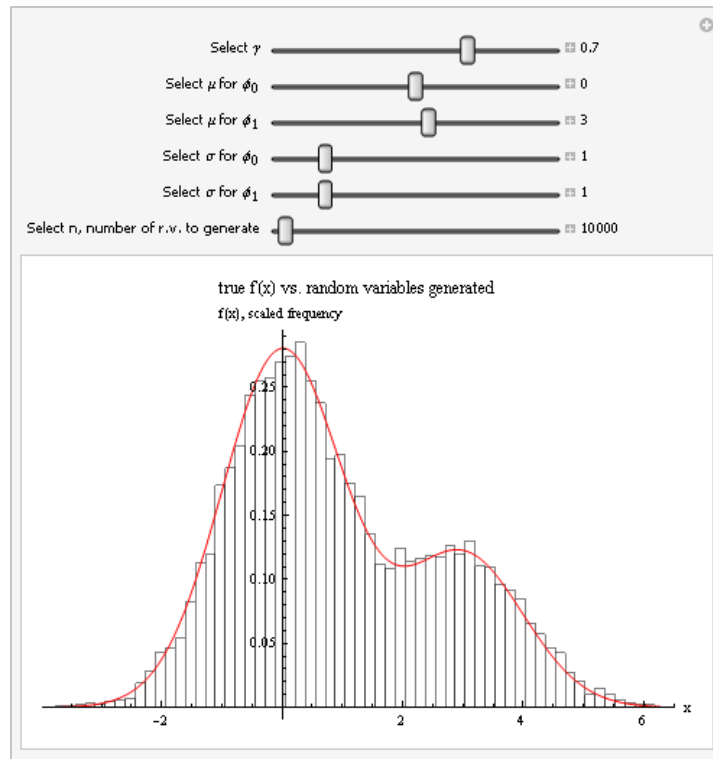 Select γ 0.7
Select μ for ϕ0 0
Select μ for ϕ1 3
Select σ for ϕ0 1
Select σ for ϕ1 1
Select n, number of r.v. to generate 10000
true f(x) vs. random variables generated
f(x), scaled frequency
0.25
0.20
0.15
0.10
0.05
-2 2 4 6 x